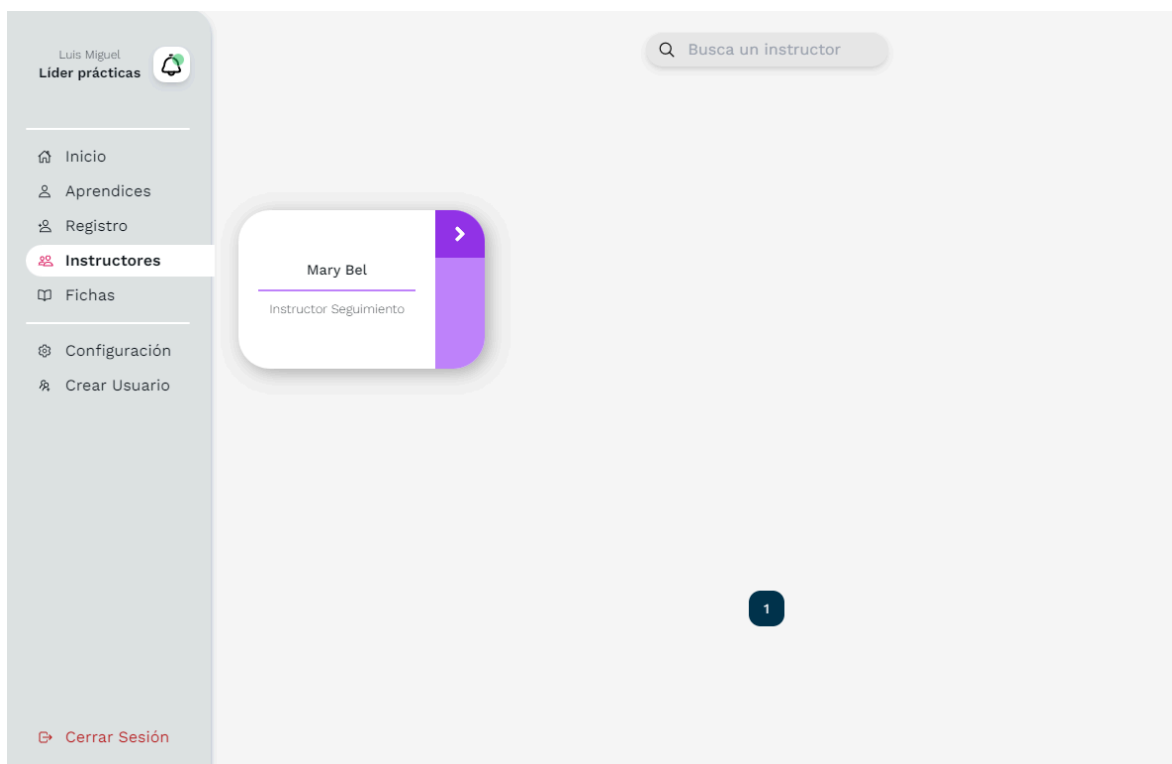 Luis Miguel
Líder prácticas
Inicio
Aprendices
Registro
Instructores
Fichas
Configuración
Crear Usuario
Cerrar Sesión
Busca un instructor
Mary Bel
Instructor Seguimiento
1